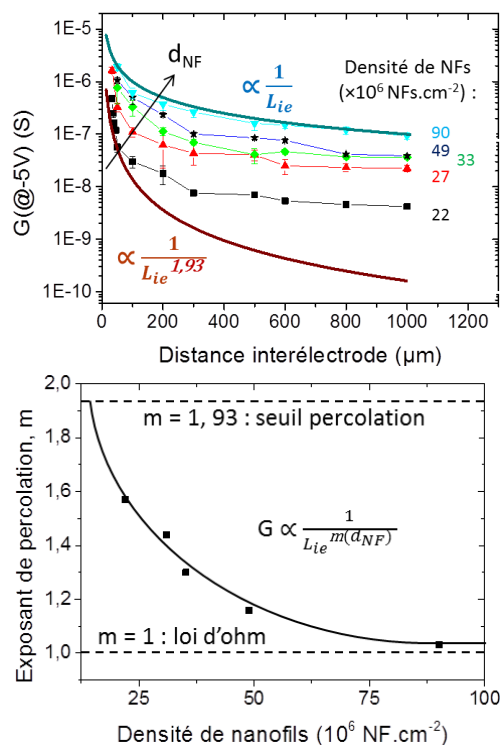 1E-5
1E-6
1E-7
1E-8
1E-9
1E-10
G(@-5V) (S)
d_NF
∝ 1/L_ie
Densité de NFs
(×10⁶ NFs.cm⁻²) :
90
49
33
27
22
∝ 1/L_ie^1,93
0 200 400 600 800 1000 1200
Distance interélectrode (µm)
2,0
1,8
1,6
1,4
1,2
1,0
Exposant de percolation, m
m = 1, 93 : seuil percolation
G ∝ 1/L_ie^m(d_NF)
m = 1 : loi d'ohm
25 50 75 100
Densité de nanofils (10⁶ NF.cm⁻²)